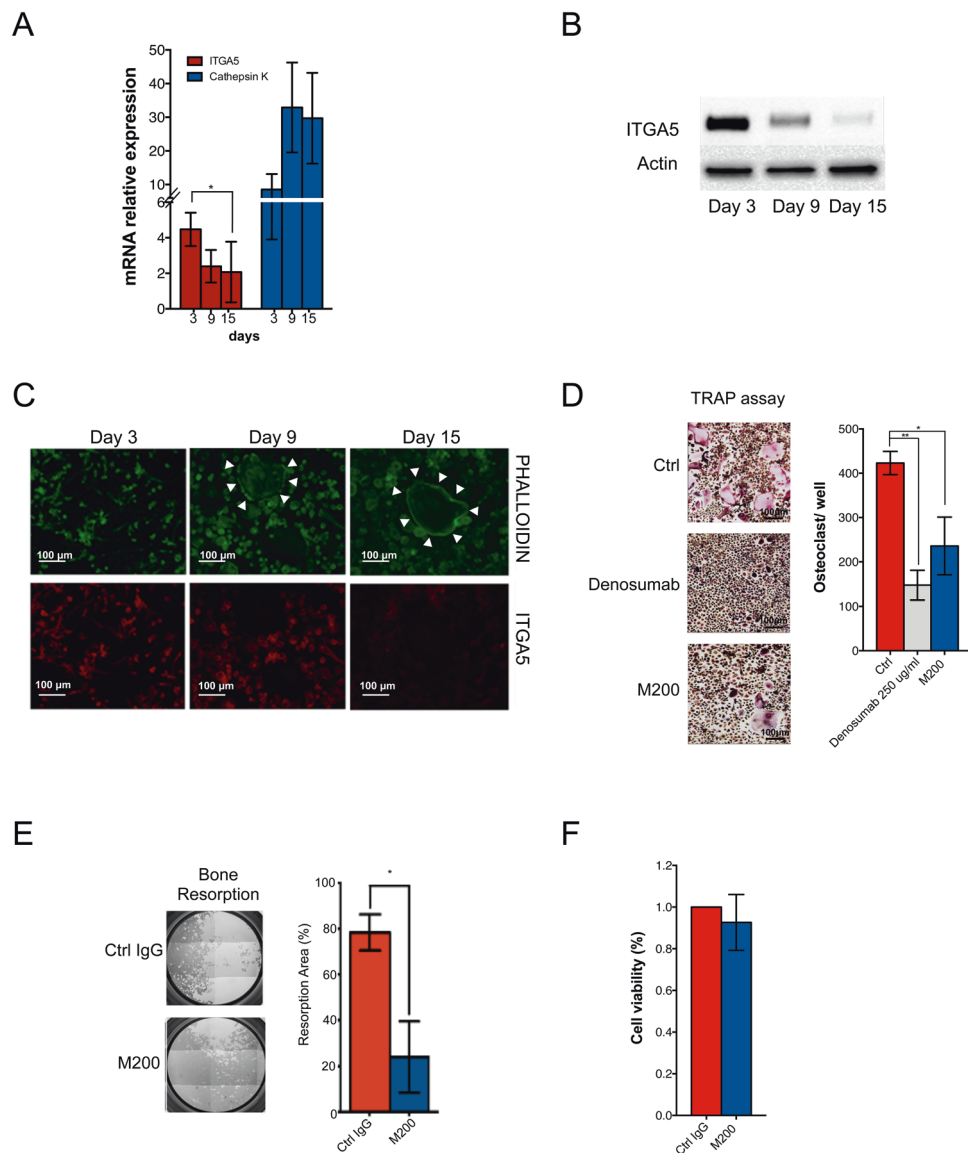 A
50
40
30
20
10
6
4
2
0
mRNA relative expression
ITGA5
Cathepsin K
*
3 9 15 3 9 15
days
B
ITGA5
Actin
Day 3 Day 9 Day 15
C
Day 3 Day 9 Day 15
PHALLOIDIN
100 µm 100 µm 100 µm
ITGA5
100 µm 100 µm 100 µm
D
TRAP assay
Ctrl
100µm
Denosumab
100µm
M200
100µm
500
400
300
200
100
0
Osteoclast/ well
*
**
Ctrl
Denosumab 250 ug/ml
M200
E
Bone
Resorption
Ctrl IgG
M200
100
80
60
40
20
0
Resorption Area (%)
*
Ctrl IgG
M200
F
1.2
1.0
0.8
0.6
0.4
0.2
0.0
Cell viability (%)
Ctrl IgG
M200